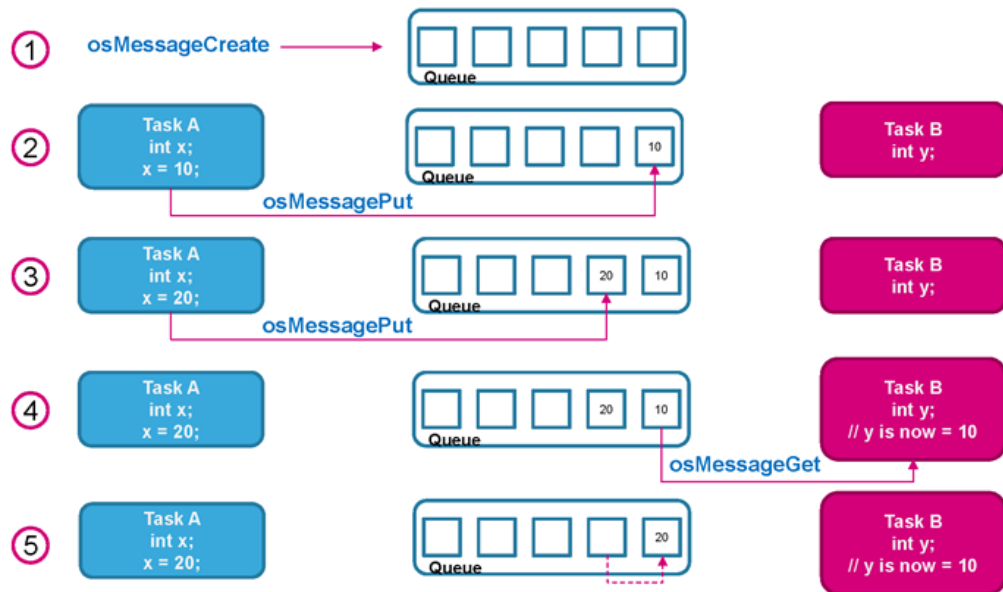 1
osMessageCreate
Queue
2
Task A
int x;
x = 10;
10
Queue
osMessagePut
Task B
int y;
3
Task A
int x;
x = 20;
20 10
Queue
osMessagePut
Task B
int y;
4
Task A
int x;
x = 20;
20 10
Queue
osMessageGet
Task B
int y;
// y is now = 10
5
Task A
int x;
x = 20;
20
Queue
Task B
int y;
// y is now = 10